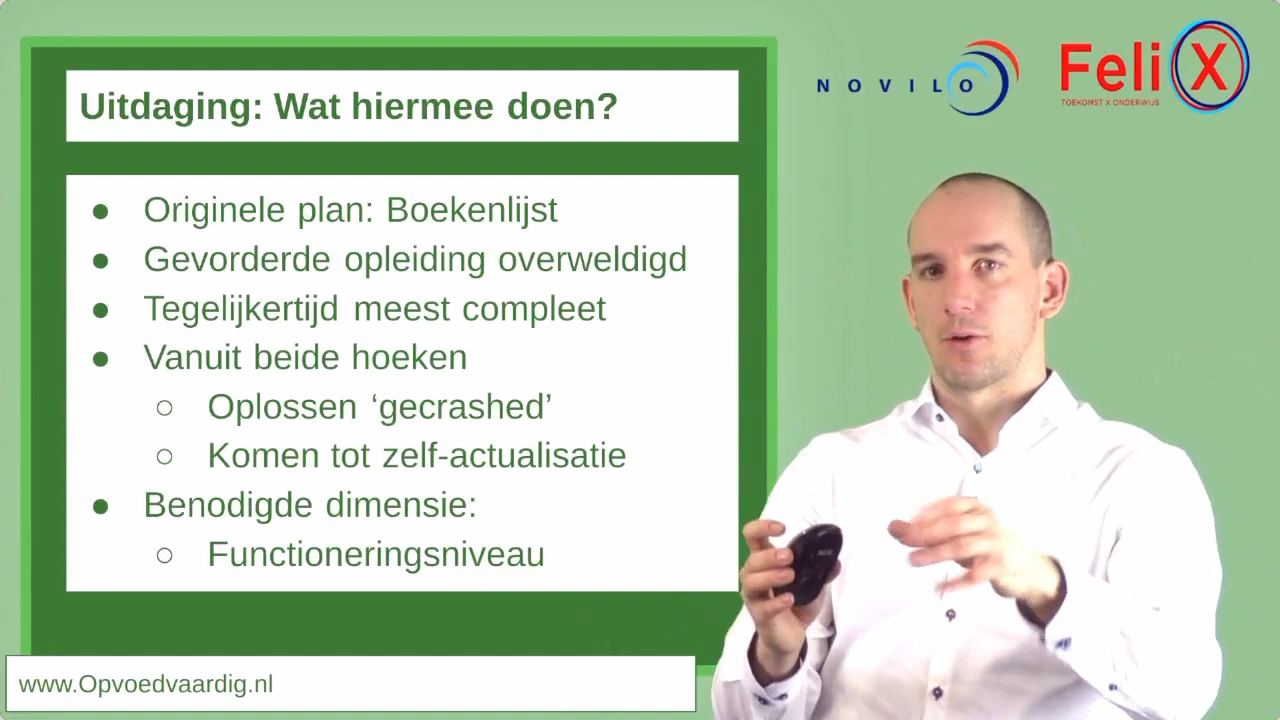 Uitdaging: Wat hiermee doen?
● Originele plan: Boekenlijst
● Gevorderde opleiding overweldigd
● Tegelijkertijd meest compleet
● Vanuit beide hoeken
○ Oplossen ‘gecrashed’
○ Komen tot zelf-actualisatie
● Benodigde dimensie:
○ Functioneringsniveau
www.Opvoedvaardig.nl
NOVILO
FeliX
TOEKOMST X ONDERWIJS